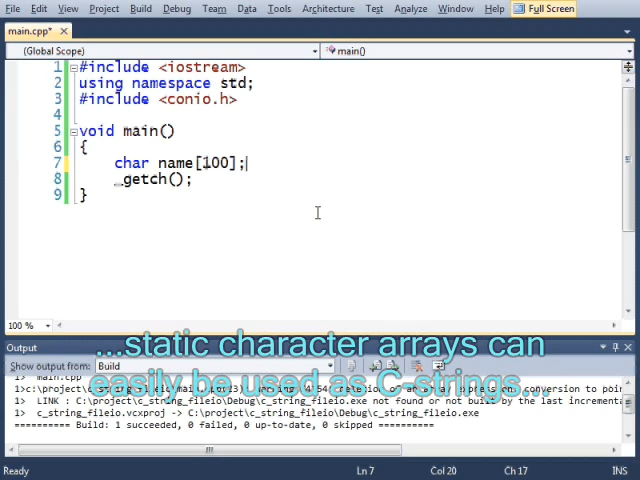 File Edit View Project Build Debug Team Data Tools Architecture Test Analyze Window Help Full Screen
main.cpp*
(Global Scope) main()
1 #include <iostream>
2 using namespace std;
3 #include <conio.h>
4
5 void main()
6 {
7 char name[100];
8 _getch();
9 }
100 %
Output
...static character arrays can
Show output from: Build
easily be used as C-strings...
1> main.cpp
1> LINK : C:\project\c_string_fileio\Debug\c_string_fileio.exe not found or not built by the last incrementa
1> c_string_fileio.vcxproj -> C:\project\c_string_fileio\Debug\c_string_fileio.exe
========== Build: 1 succeeded, 0 failed, 0 up-to-date, 0 skipped ==========
Ln 7 Col 20 Ch 17 INS